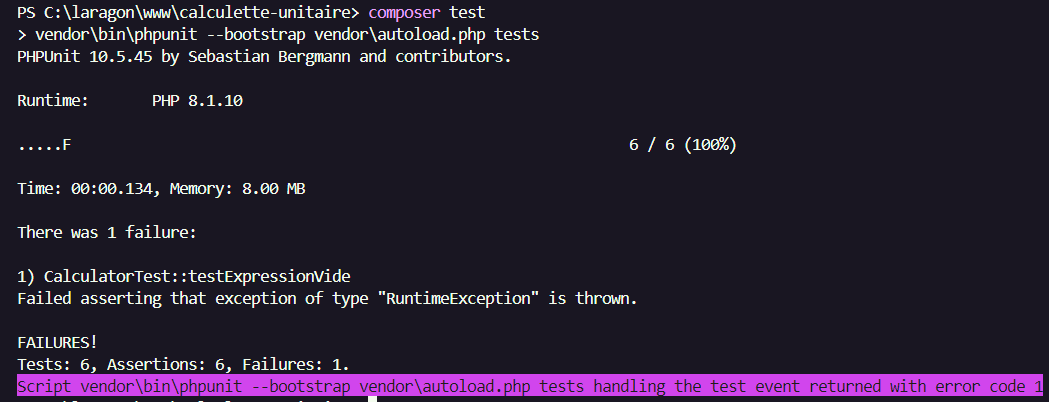 PS C:\laragon\www\calculette-unitaire> composer test
> vendor\bin\phpunit --bootstrap vendor\autoload.php tests
PHPUnit 10.5.45 by Sebastian Bergmann and contributors.
Runtime:       PHP 8.1.10
.....F                                                              6 / 6 (100%)
Time: 00:00.134, Memory: 8.00 MB
There was 1 failure:
1) CalculatorTest::testExpressionVide
Failed asserting that exception of type "RuntimeException" is thrown.
FAILURES!
Tests: 6, Assertions: 6, Failures: 1.
Script vendor\bin\phpunit --bootstrap vendor\autoload.php tests handling the test event returned with error code 1